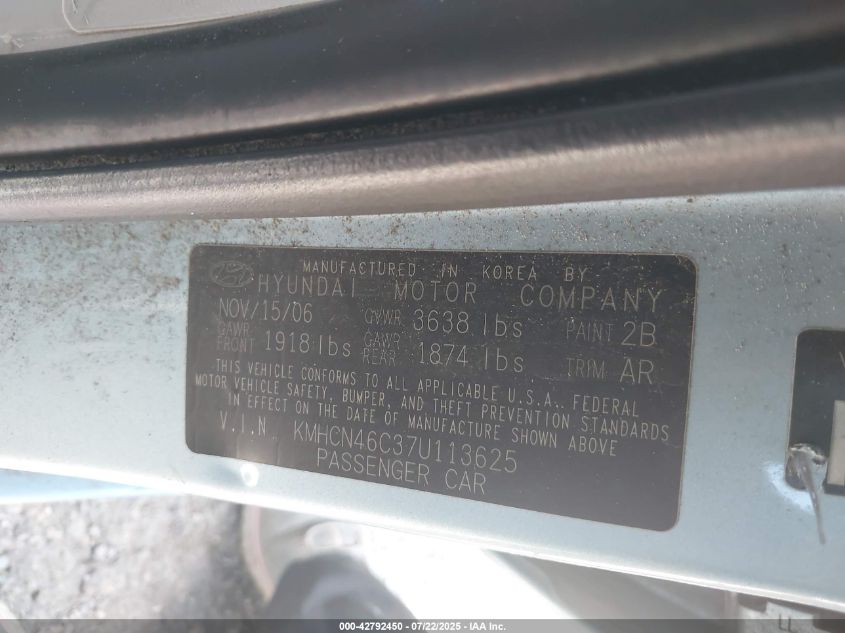 MANUFACTURED IN KOREA BY
HYUNDAI MOTOR COMPANY
NOV/15/06 GVWR 3638 lbs PAINT 2B
GAWR FRONT 1918 lbs GAWR REAR 1874 lbs TRIM AR
THIS VEHICLE CONFORMS TO ALL APPLICABLE U.S.A.. FEDERAL
MOTOR VEHICLE SAFETY, BUMPER, AND THEFT PREVENTION STANDARDS
IN EFFECT ON THE DATE OF MANUFACTURE SHOWN ABOVE
V.I.N. KMHCN46C37U113625
PASSENGER CAR
000-42792450 - 07/22/2025 - IAA Inc.